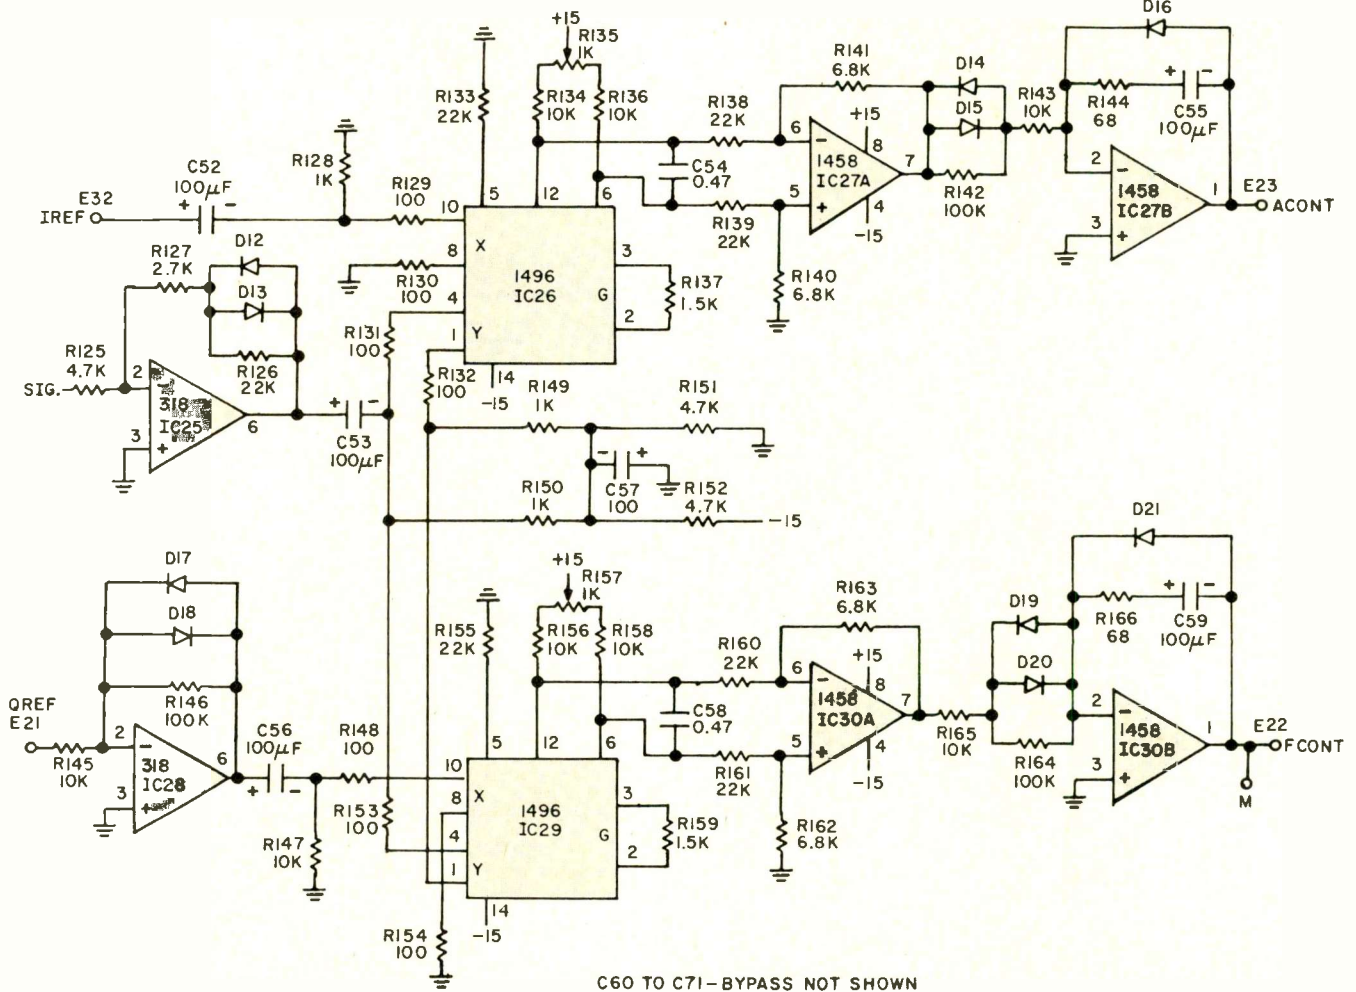 D16
+15
R135
1K
R141
6.8K
D14
R133
22K
R134
10K
R136
10K
R138
22K
D15
R143
10K
R144
68
+ -
C55
100µF
+15
6
-
8
1458
IC27A
7
C54
0.47
R142
100K
2
-
1458
IC27B
1
E23
ACONT
R128
1K
C52
100µF
+ -
E32
IREF
R129
100
5
12
6
10
R139
22K
5
+
4
-15
3
+
R127
2.7K
D12
D13
8
X
R130
100
1496
IC26
G
3
R137
1.5K
2
R140
6.8K
4
R131
100
1
Y
R125
4.7K
SIG.
2
-
318
IC25
6
3
+
R126
22K
R132
100
14
-15
R149
1K
R151
4.7K
+ -
C53
100µF
- +
C57
100
R150
1K
R152
4.7K
-15
D21
D17
+15
R157
1K
R163
6.8K
D18
R155
22K
R156
10K
R158
10K
R160
22K
D19
R166
68
+ -
C59
100µF
+15
6
-
8
D20
QREF
E21
R146
100K
C58
0.47
1458
IC30A
7
2
-
1458
IC30B
1
E22
FCONT
R145
10K
2
-
318
IC28
6
C56
100µF
+ -
R148
100
5
12
6
R161
22K
5
+
4
-15
R165
10K
R164
100K
3
+
M
10
3
+
8
X
R153
100
1496
IC29
G
3
R159
1.5K
2
R162
6.8K
R147
10K
4
1
Y
14
-15
R154
100
C60 TO C71-BYPASS NOT SHOWN